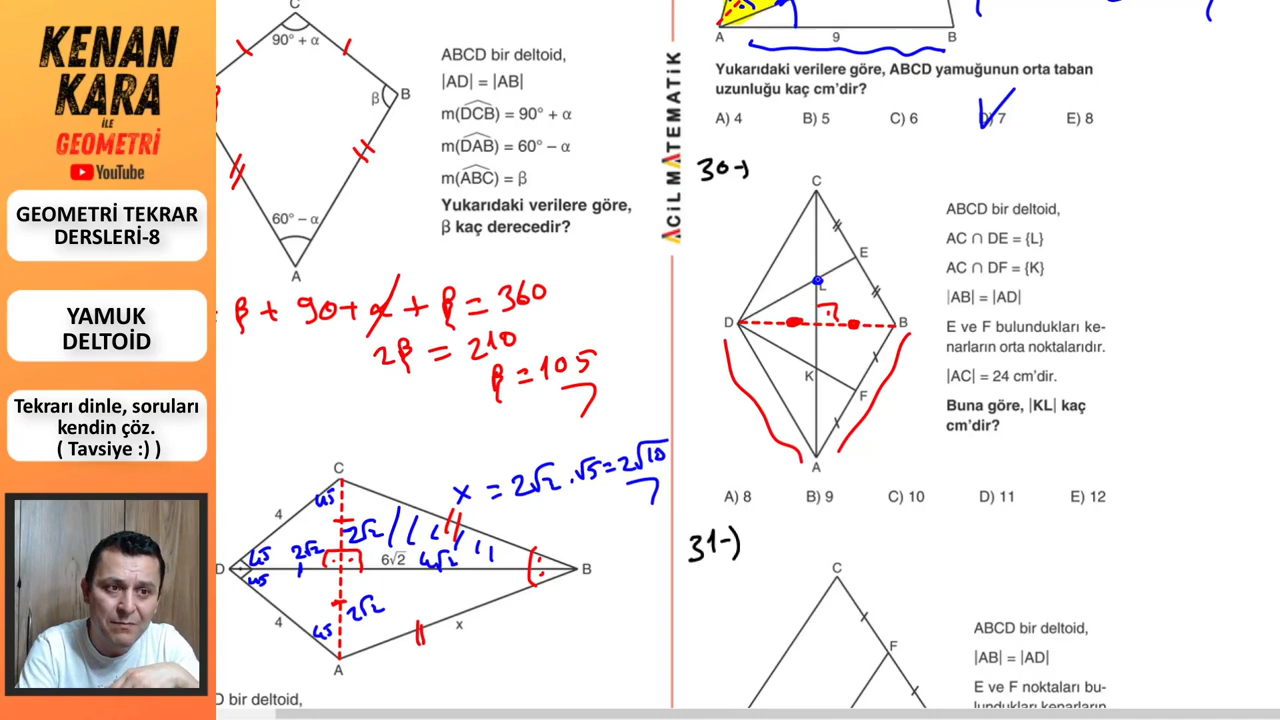 KENAN
KARA
İLE
GEOMETRİ
YouTube
GEOMETRİ TEKRAR
DERSLERİ-8
YAMUK
DELTOİD
Tekrarı dinle, soruları
kendin çöz.
( Tavsiye :) )
C
90° + α
β
B
60° – α
A
ABCD bir deltoid,
|AD| = |AB|
m(DCB) = 90° + α
m(DAB) = 60° – α
m(ABC) = β
Yukarıdaki verilere göre,
β kaç derecedir?
β + 90 + α + β = 360
2β = 210
β = 105
C
45
4
2√2
x = 2√2 . √5 = 2√10
D
45
45
2√2
6√2
4√2
B
4
45
2√2
x
A
D bir deltoid,
ACİL MATEMATİK
A
9
B
Yukarıdaki verilere göre, ABCD yamuğunun orta taban
uzunluğu kaç cm’dir?
A) 4
B) 5
C) 6
D) 7
E) 8
30-)
C
E
L
D
B
K
F
A
ABCD bir deltoid,
AC ∩ DE = {L}
AC ∩ DF = {K}
|AB| = |AD|
E ve F bulundukları ke-
narların orta noktalarıdır.
|AC| = 24 cm’dir.
Buna göre, |KL| kaç
cm’dir?
A) 8
B) 9
C) 10
D) 11
E) 12
31-)
C
F
ABCD bir deltoid,
|AB| = |AD|
E ve F noktaları bu-
lundukları kenarların